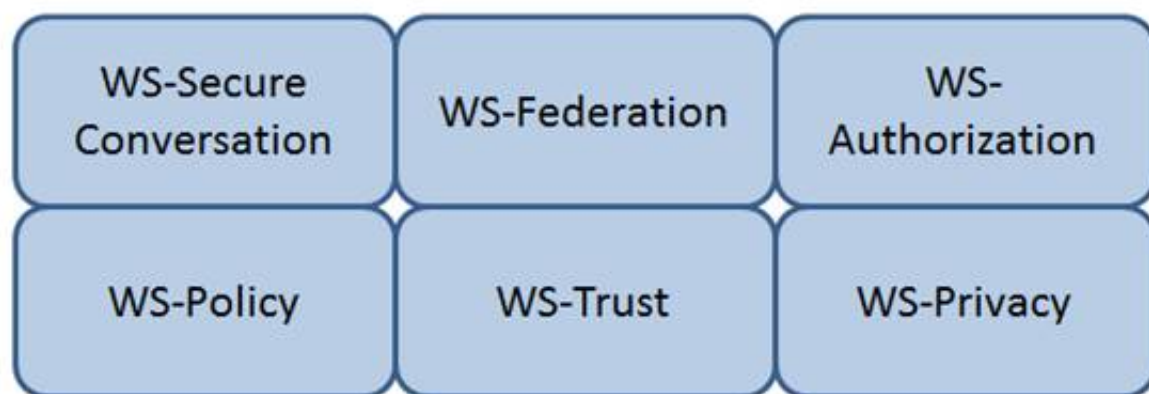 WS-Secure
Conversation
WS-Federation
WS-
Authorization
WS-Policy
WS-Trust
WS-Privacy